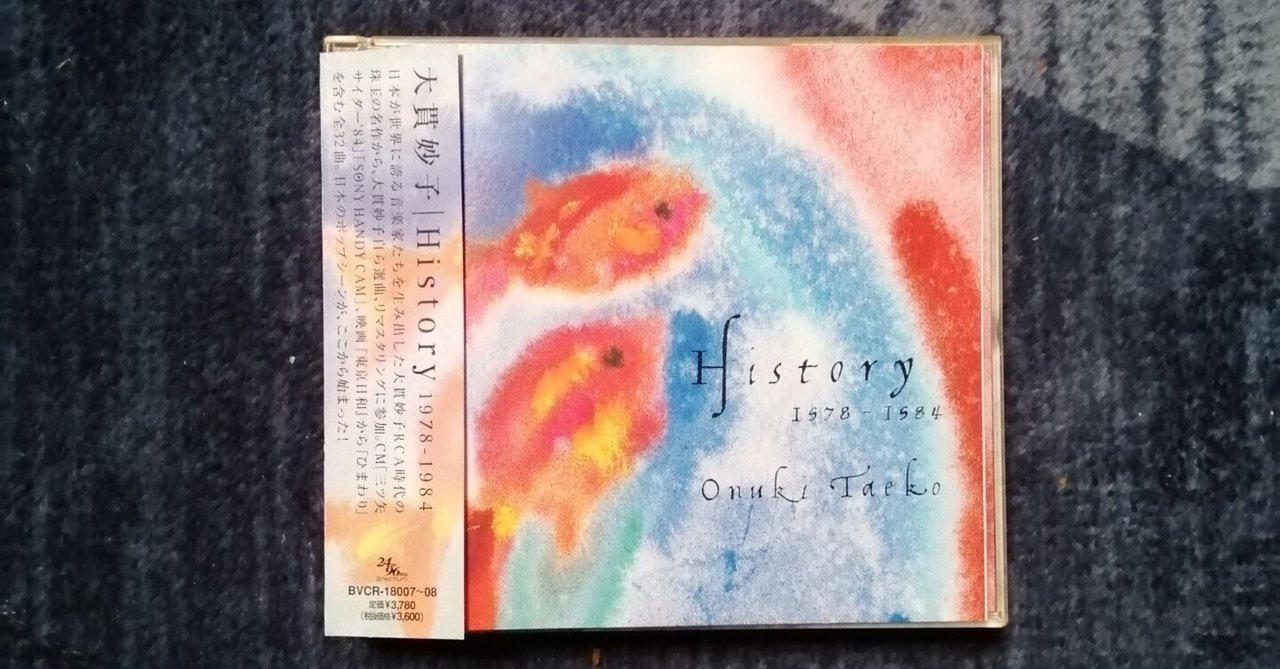 大貫妙子|History 1978-1984
日本が世界に誇る音楽家たちを生み出した大貫妙子RCA時代の
珠玉の名作から、大貫妙子自ら選曲、リマスタリングに参加。CM「三ツ矢
サイダー'84」「SONY HANDYCAM」、映画『東京日和』から「ひまわり」
を含む全32曲。日本のポップシーンが、ここから始まった!
24bit 96kHz
spectrum
BVCR-18007~08
定価¥3,780
(税抜価格¥3,600)
History
1978-1984
Onuki Taeko